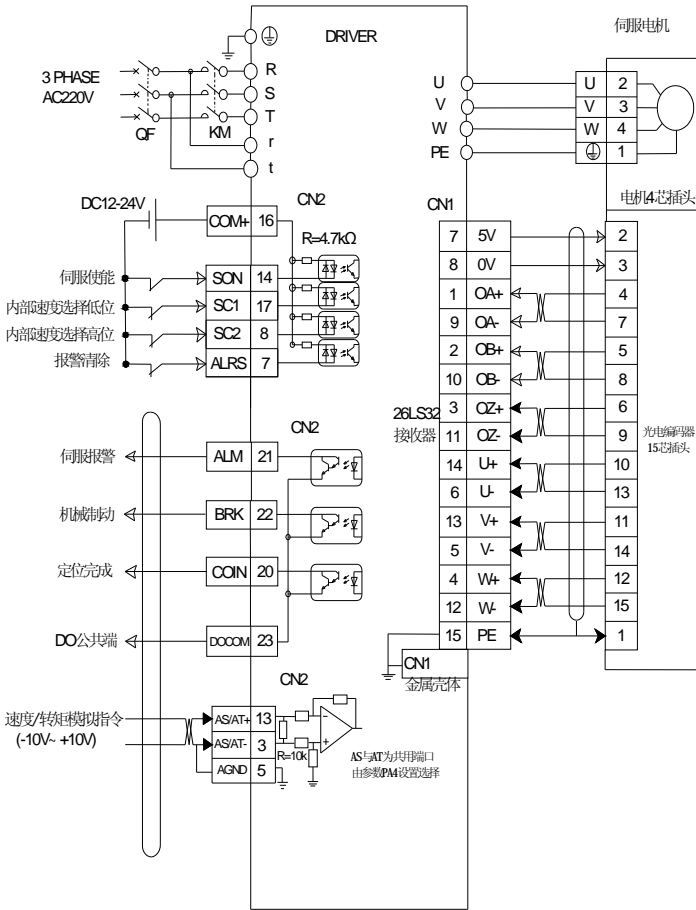 DRIVER
3 PHASE
AC220V
QF
KM
R
S
T
r
t
DC12-24V
CN2
COM+ 16
R=4.7kΩ
伺服使能 SON 14
内部速度选择低位 SC1 17
内部速度选择高位 SC2 8
报警清除 ALRS 7
CN2
伺服报警 ALM 21
机械制动 BRK 22
定位完成 COIN 20
DO公共端 DOCOM 23
CN2
速度/转矩模拟指令
(-10V~ +10V)
AS/AT+ 13
AS/AT- 3
AGND 5
R=10k
- 
+
AS与AT为共用端口
由参数PA4设置选择
伺服电机
U U 2
V V 3
W W 4
PE 1
电机4芯插头
CN1
7 5V 2
8 0V 3
1 OA+ 4
9 OA- 7
2 OB+ 5
10 OB- 8
3 OZ+ 6
11 OZ- 9
14 U+ 10
6 U- 13
13 V+ 11
5 V- 14
4 W+ 12
12 W- 15
15 PE 1
26LS32
接收器
光电编码器
15芯插头
CN1
金属壳体